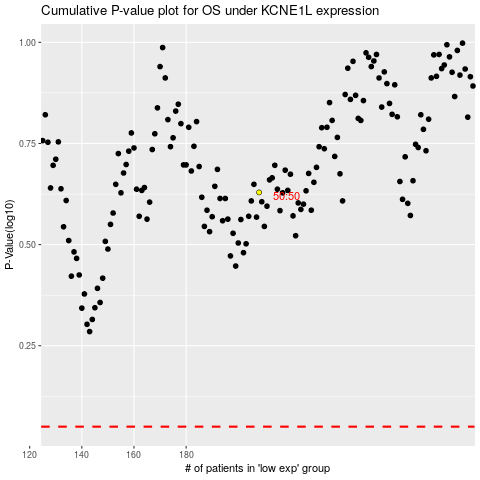 Cumulative P-value plot for OS under KCNE1L expression
1.00
0.75
0.50
0.25
P-Value(log10)
50:50
120 140 160 180
# of patients in 'low exp' group